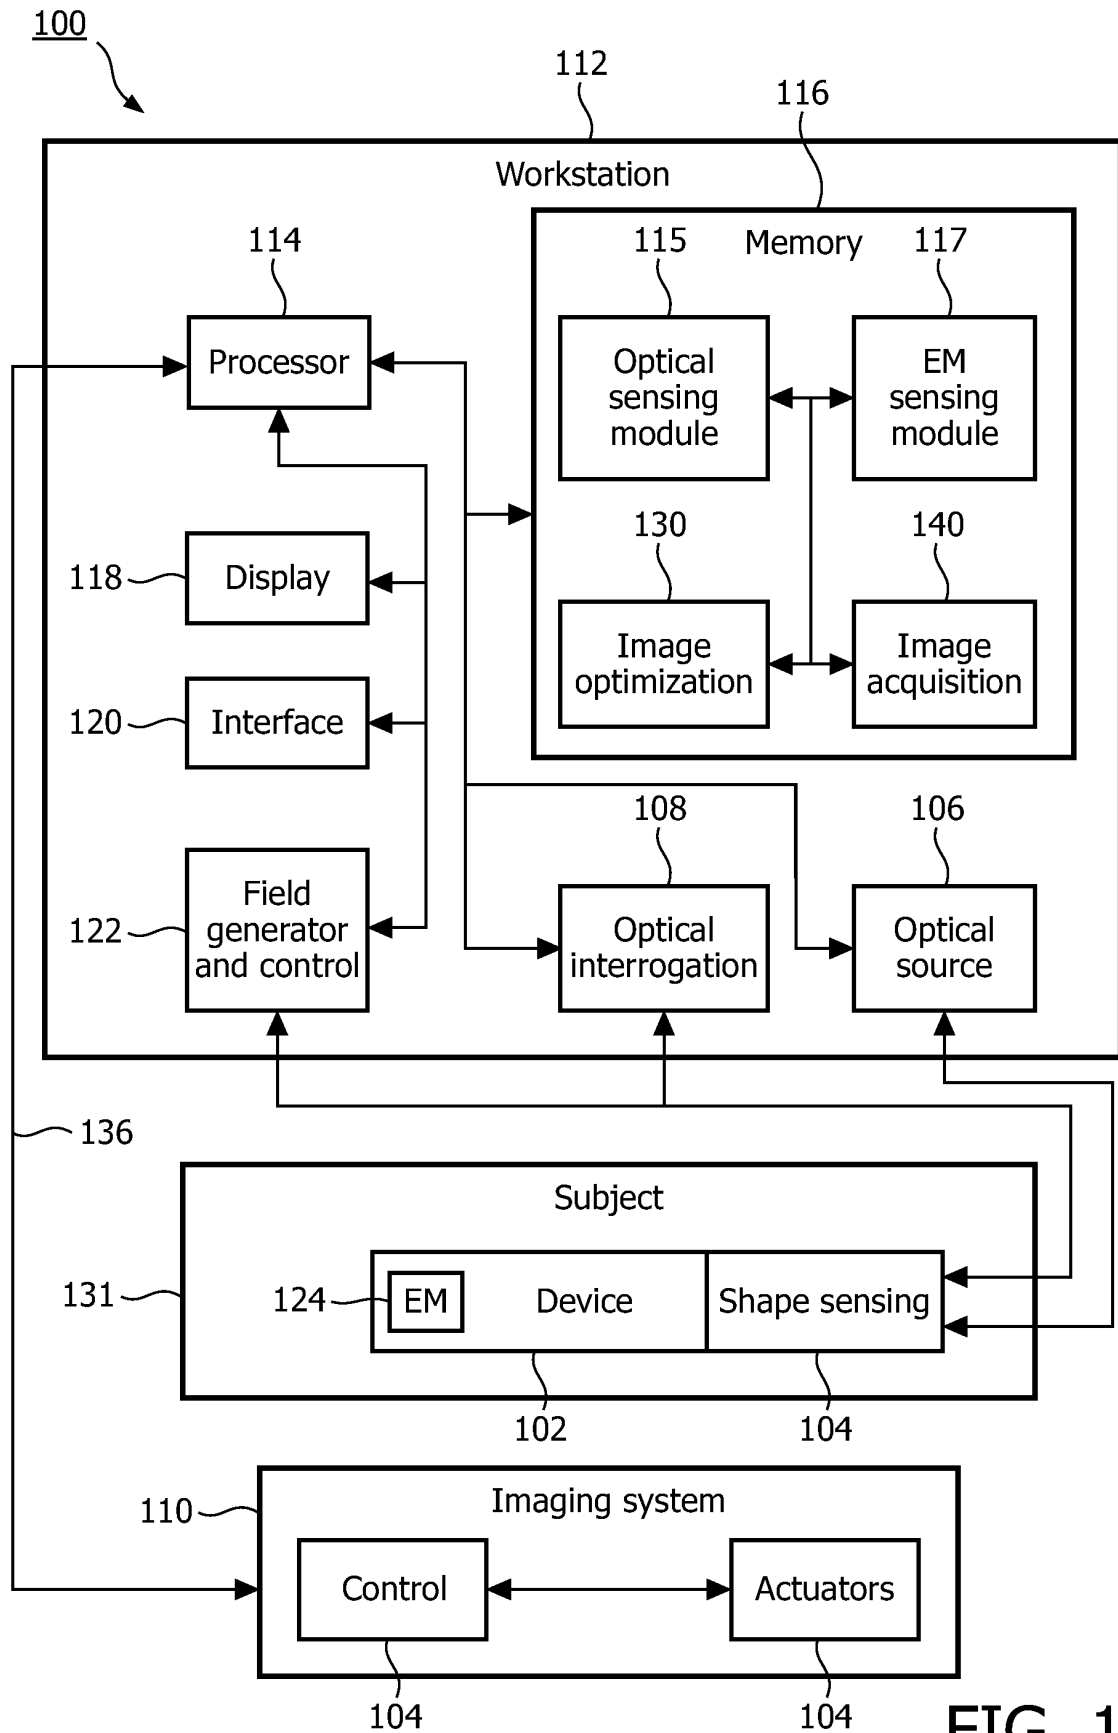 100
112
116
Workstation
114
115
Memory
117
Processor
Optical
sensing
module
EM
sensing
module
130
140
118
Display
Image
optimization
Image
acquisition
120
Interface
108
106
122
Field
generator
and control
Optical
interrogation
Optical
source
136
Subject
131
124
EM
Device
Shape sensing
102
104
110
Imaging system
Control
Actuators
104
104
FIG. 1